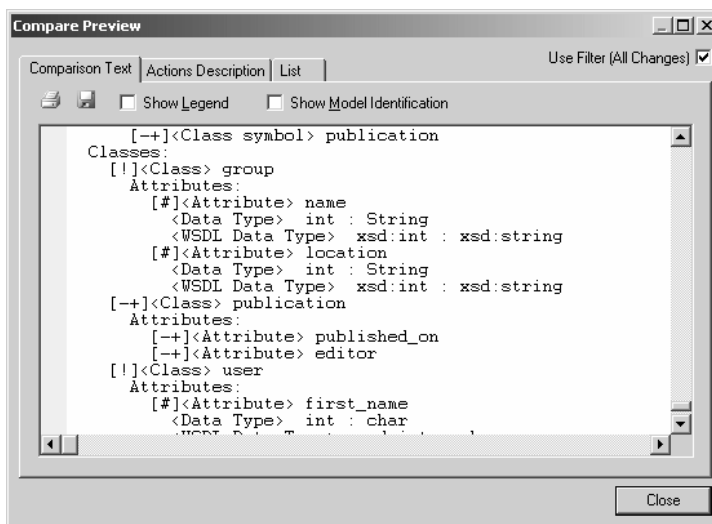 Compare Preview
Use Filter (All Changes)
Comparison Text Actions Description List
Show Legend Show Model Identification
[-+]<Class symbol> publication
Classes:
[!]<Class> group
Attributes:
[#]<Attribute> name
<Data Type> int : String
<WSDL Data Type> xsd:int : xsd:string
[#]<Attribute> location
<Data Type> int : String
<WSDL Data Type> xsd:int : xsd:string
[-+]<Class> publication
Attributes:
[-+]<Attribute> published_on
[-+]<Attribute> editor
[!]<Class> user
Attributes:
[#]<Attribute> first_name
<Data Type> int : char
Close